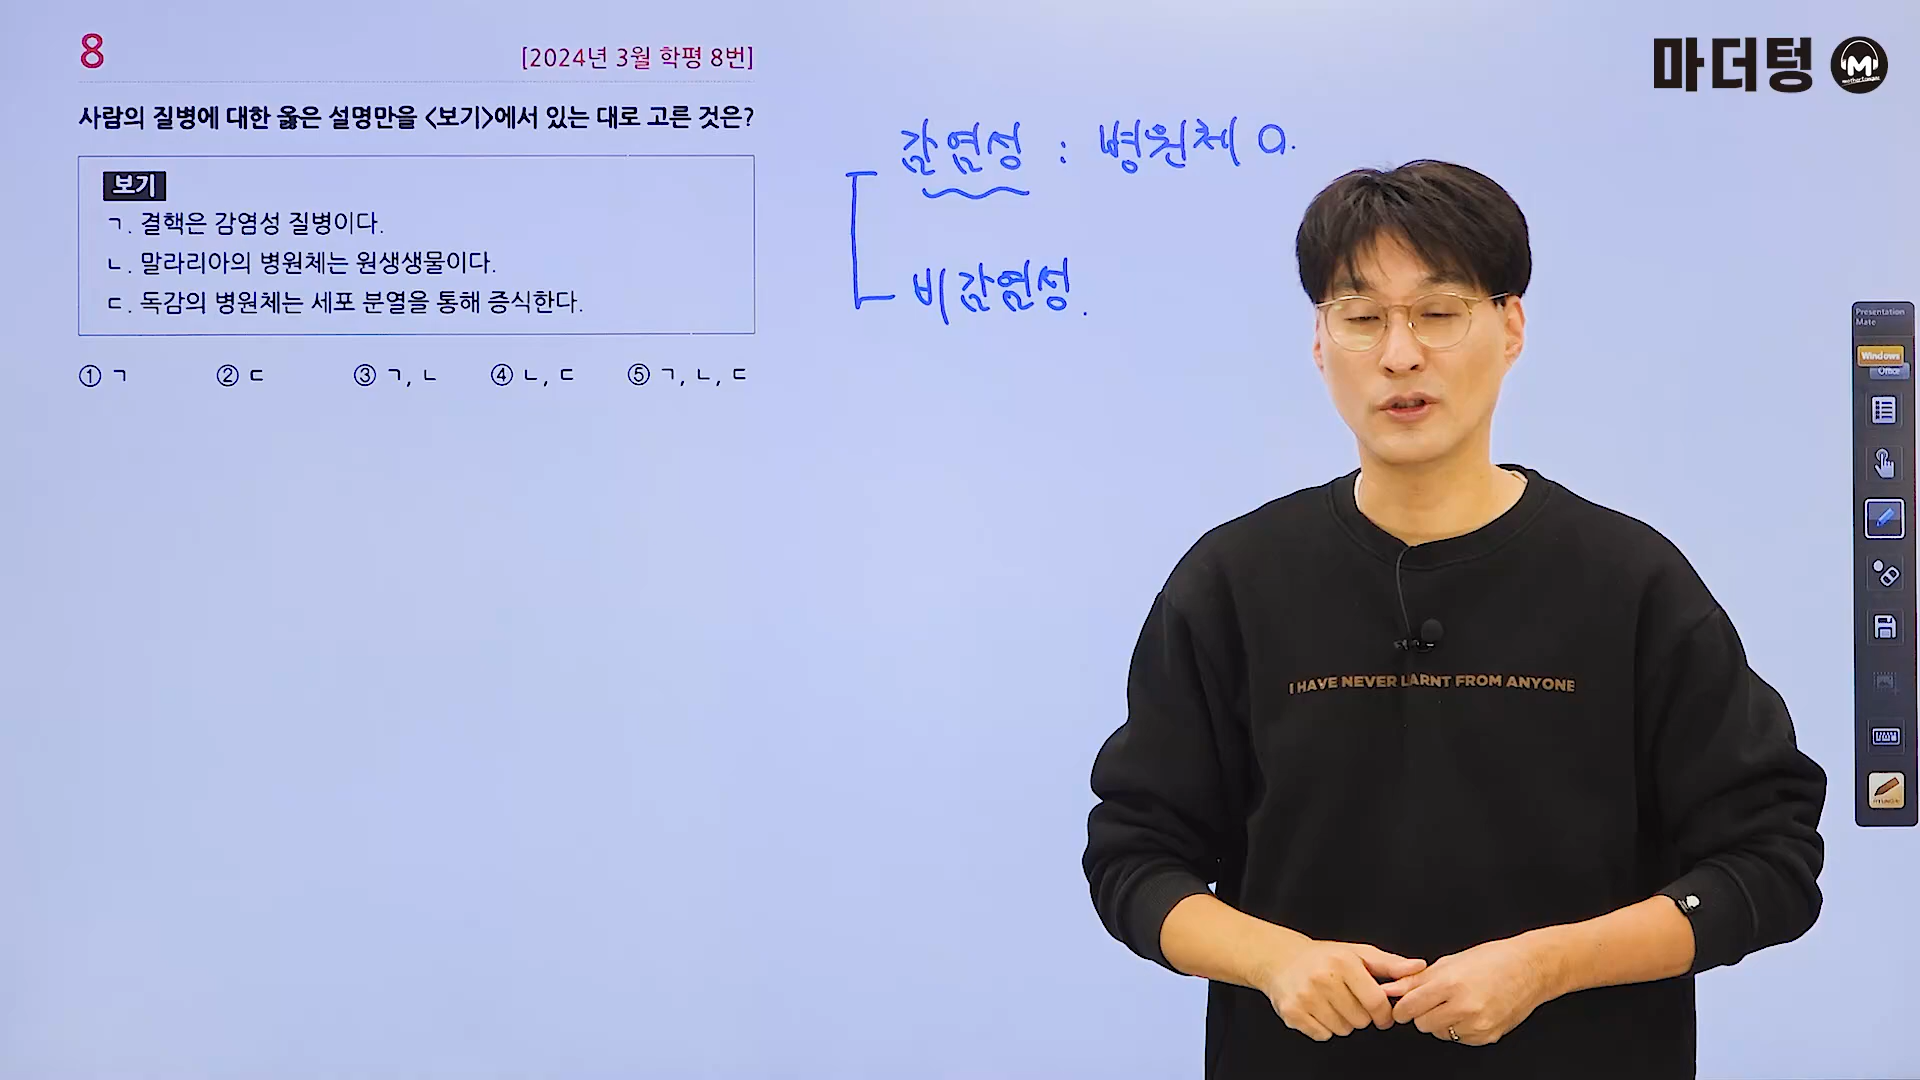 8
[2024년 3월 학평 8번]
마더텅
사람의 질병에 대한 옳은 설명만을 <보기>에서 있는 대로 고른 것은?
보기
ㄱ. 결핵은 감염성 질병이다.
ㄴ. 말라리아의 병원체는 원생생물이다.
ㄷ. 독감의 병원체는 세포 분열을 통해 증식한다.
① ㄱ ② ㄷ ③ ㄱ, ㄴ ④ ㄴ, ㄷ ⑤ ㄱ, ㄴ, ㄷ
감염성 : 병원체 O.
비감염성.
I HAVE NEVER LARNT FROM ANYONE
Presentation
Mate
Windows
Office